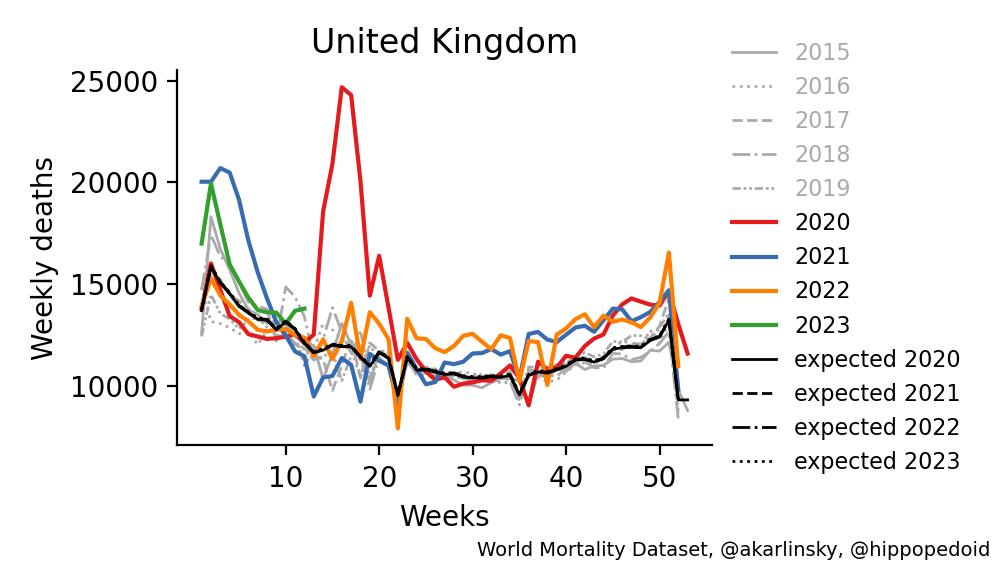 United Kingdom
Weekly deaths
25000
20000
15000
10000
10 20 30 40 50
Weeks
2015
2016
2017
2018
2019
2020
2021
2022
2023
expected 2020
expected 2021
expected 2022
expected 2023
World Mortality Dataset, @akarlinsky, @hippopedoid